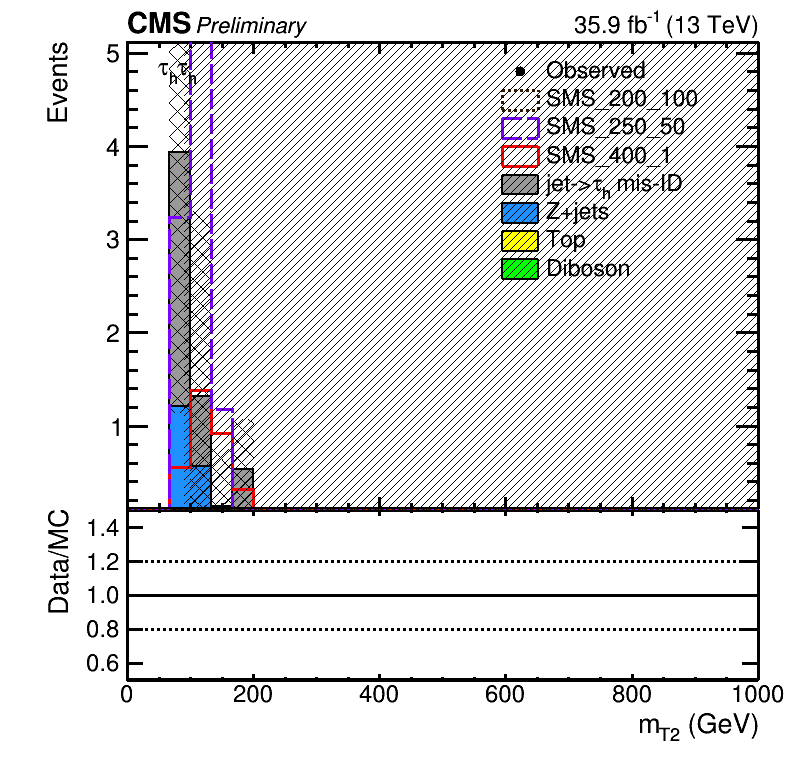 CMS Preliminary 35.9 fb⁻¹ (13 TeV)
Events
5
4
3
2
1
τₕτₕ
Observed
SMS_200_100
SMS_250_50
SMS_400_1
jet->τₕ mis-ID
Z+jets
Top
Diboson
Data/MC
1.4
1.2
1.0
0.8
0.6
0 200 400 600 800 1000
m_T2 (GeV)